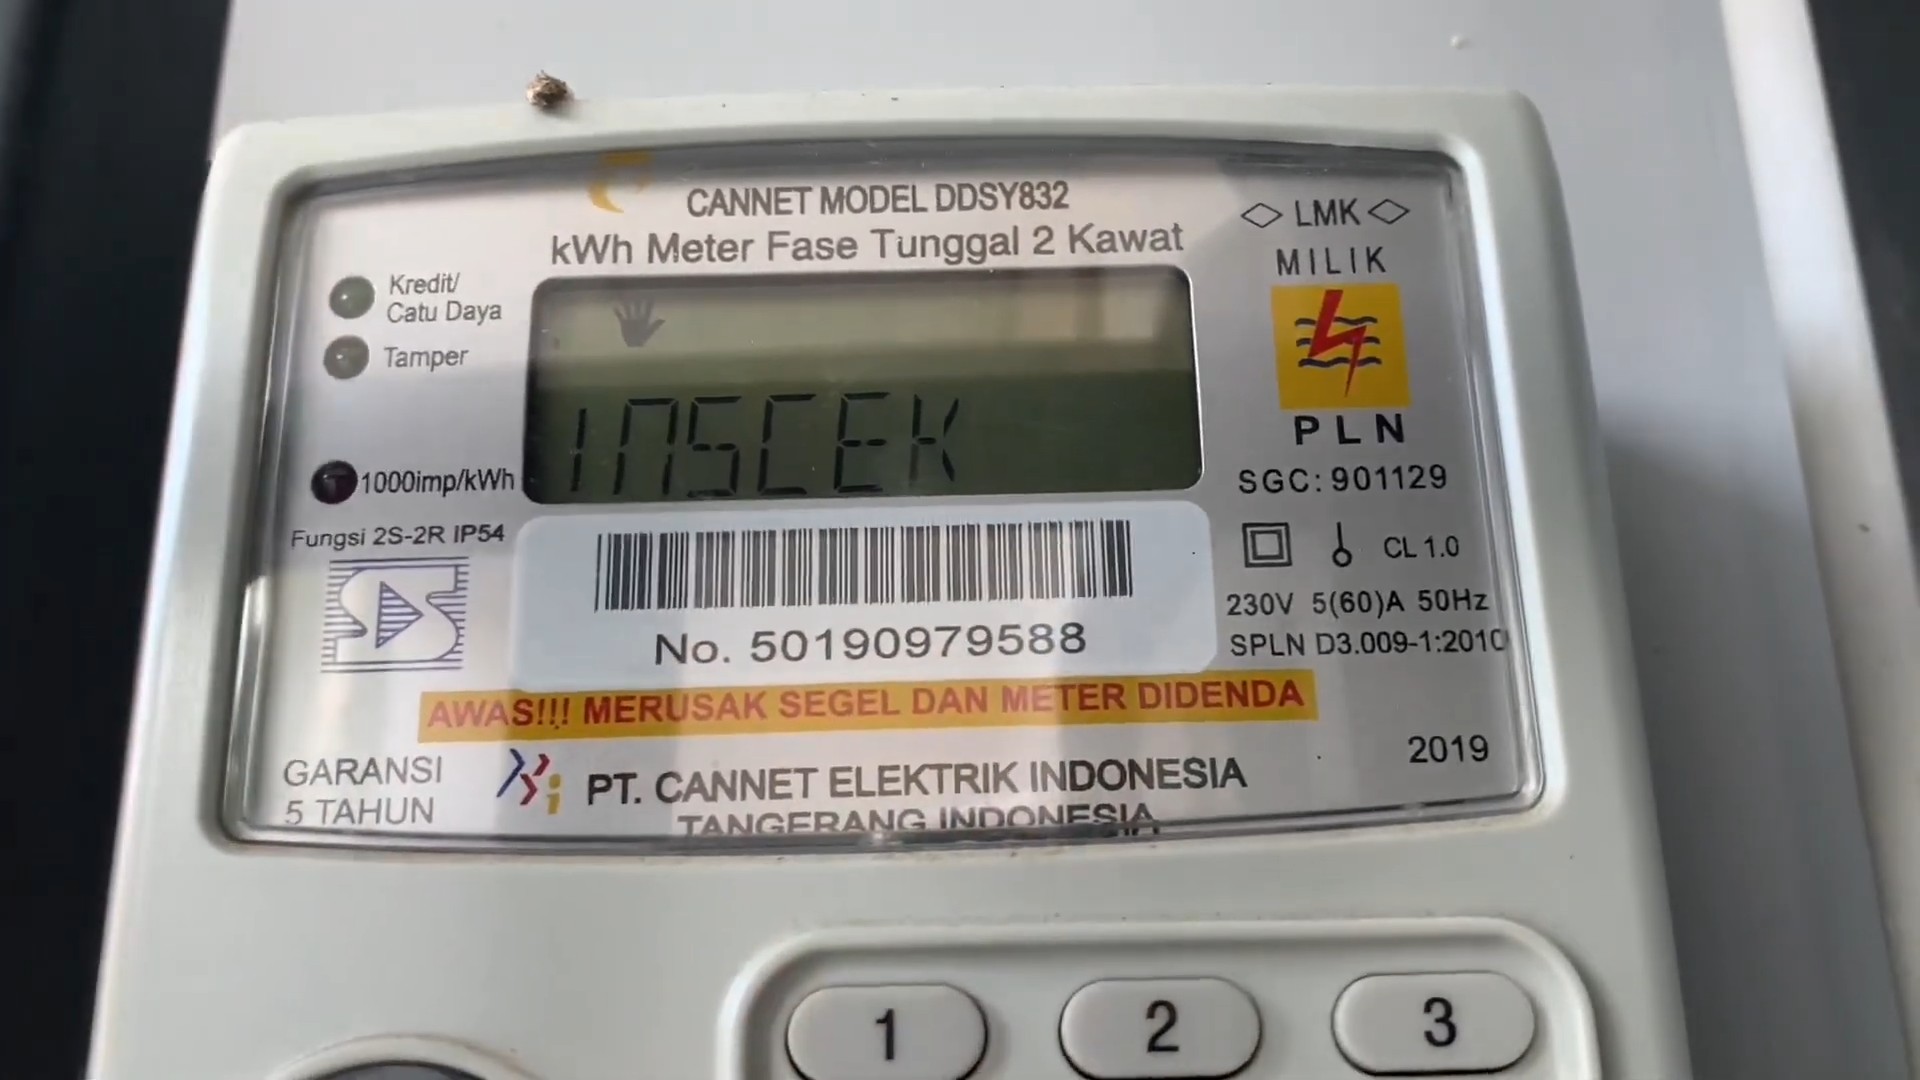 CANNET MODEL DDSY832
kWh Meter Fase Tunggal 2 Kawat
Kredit/
Catu Daya
Tamper
1000imp/kWh
Fungsi 2S-2R IP54
INSCEK
LMK
MILIK
PLN
SGC: 901129
CL 1.0
230V 5(60)A 50Hz
SPLN D3.009-1:2010
No. 50190979588
AWAS!!! MERUSAK SEGEL DAN METER DIDENDA
GARANSI
5 TAHUN
PT. CANNET ELEKTRIK INDONESIA
TANGERANG INDONESIA
2019
1
2
3